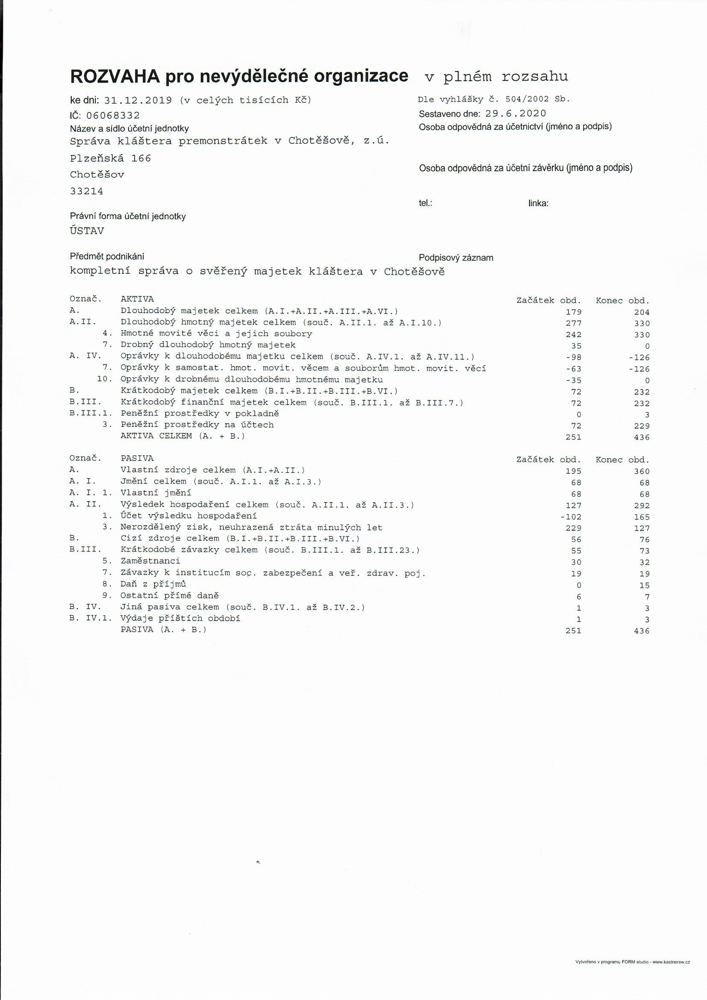 ROZVAHA pro nevýdělečné organizace v plném rozsahu
ke dni: 31.12.2019 (v celých tisících Kč) Dle vyhlášky č. 504/2002 Sb.
IČ: 06068332 Sestaveno dne: 29.6.2020
Název a sídlo účetní jednotky Osoba odpovědná za účetnictví (jméno a podpis)
Správa kláštera premonstrátek v Chotěšově, z.ú.
Plzeňská 166
Osoba odpovědná za účetní závěrku (jméno a podpis)
Chotěšov
33214
tel.: linka:
Právní forma účetní jednotky
ÚSTAV
Předmět podnikání Podpisový záznam
kompletní správa o svěřený majetek kláštera v Chotěšově
Označ. AKTIVA Začátek obd. Konec obd.
A. Dlouhodobý majetek celkem (A.I.+A.II.+A.III.+A.VI.) 179 204
A.II. Dlouhodobý hmotný majetek celkem (souč. A.II.1. až A.I.10.) 277 330
4. Hmotné movité věci a jejich soubory 242 330
7. Drobný dlouhodobý hmotný majetek 35 0
A. IV. Oprávky k dlouhodobému majetku celkem (souč. A.IV.1. až A.IV.11.) -98 -126
7. Oprávky k samostat. hmot. movit. věcem a souborům hmot. movit. věcí -63 -126
10. Oprávky k drobnému dlouhodobému hmotnému majetku -35 0
B. Krátkodobý majetek celkem (B.I.+B.II.+B.III.+B.VI.) 72 232
B.III. Krátkodobý finanční majetek celkem (souč. B.III.1. až B.III.7.) 72 232
B.III.1. Peněžní prostředky v pokladně 0 3
3. Peněžní prostředky na účtech 72 229
AKTIVA CELKEM (A. + B.) 251 436
Označ. PASIVA Začátek obd. Konec obd.
A. Vlastní zdroje celkem (A.I.+A.II.) 195 360
A. I. Jmění celkem (souč. A.I.1. až A.I.3.) 68 68
A. I. 1. Vlastní jmění 68 68
A. II. Výsledek hospodaření celkem (souč. A.II.1. až A.II.3.) 127 292
1. Účet výsledku hospodaření -102 165
3. Nerozdělený zisk, neuhrazená ztráta minulých let 229 127
B. Cizí zdroje celkem (B.I.+B.II.+B.III.+B.VI.) 56 76
B.III. Krátkodobé závazky celkem (souč. B.III.1. až B.III.23.) 55 73
5. Zaměstnanci 30 32
7. Závazky k institucím soc. zabezpečení a veř. zdrav. poj. 19 19
8. Daň z příjmů 0 15
9. Ostatní přímé daně 6 7
B. IV. Jiná pasiva celkem (souč. B.IV.1. až B.IV.2.) 1 3
B. IV.1. Výdaje příštích období 1 3
PASIVA (A. + B.) 251 436
Vytvořeno v programu FORM studio - www.kastnersw.cz